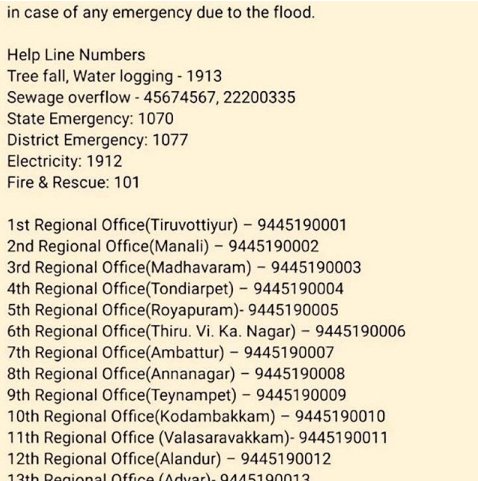 in case of any emergency due to the flood.
Help Line Numbers
Tree fall, Water logging - 1913
Sewage overflow - 45674567, 22200335
State Emergency: 1070
District Emergency: 1077
Electricity: 1912
Fire & Rescue: 101
1st Regional Office(Tiruvottiyur) – 9445190001
2nd Regional Office(Manali) – 9445190002
3rd Regional Office(Madhavaram) – 9445190003
4th Regional Office(Tondiarpet) – 9445190004
5th Regional Office(Royapuram)- 9445190005
6th Regional Office(Thiru. Vi. Ka. Nagar) – 9445190006
7th Regional Office(Ambattur) – 9445190007
8th Regional Office(Annanagar) – 9445190008
9th Regional Office(Teynampet) – 9445190009
10th Regional Office(Kodambakkam) – 9445190010
11th Regional Office (Valasaravakkam)- 9445190011
12th Regional Office(Alandur) – 9445190012
13th Regional Office (Adyar)- 9445190013